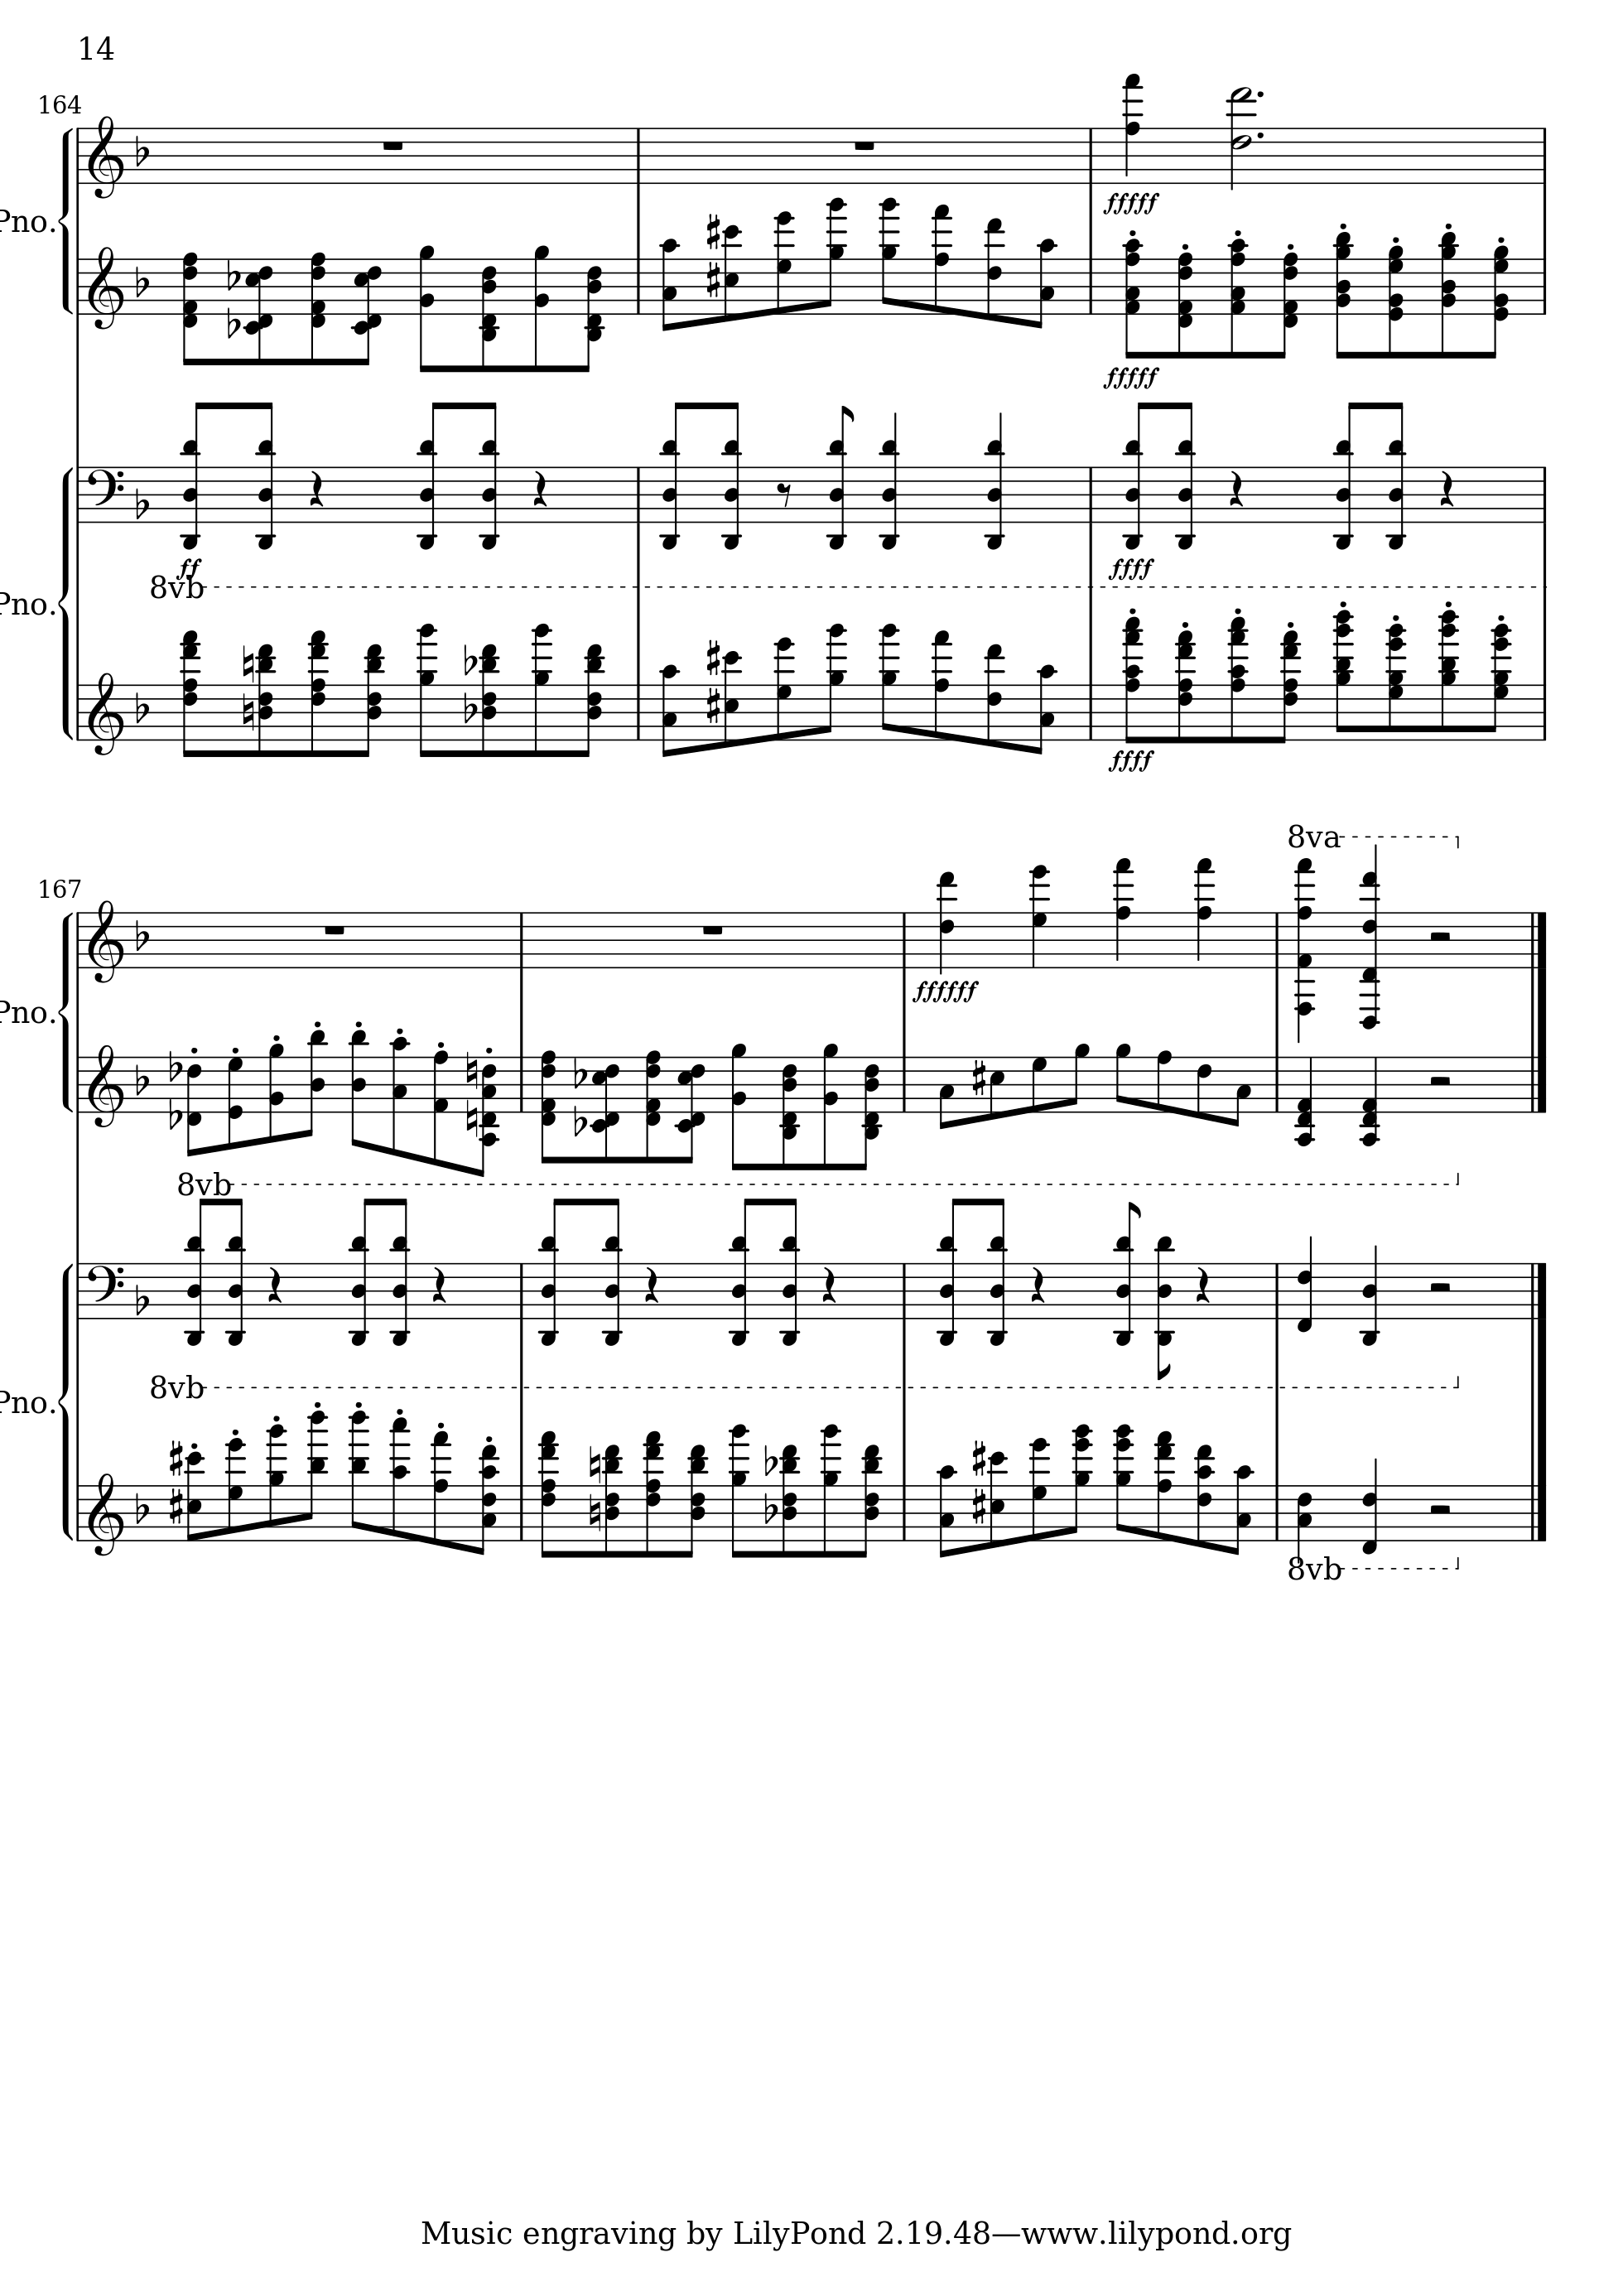 14
164
Pno.
fffff
fffff
ff
ffff
8vb
Pno.
ffff
8va
167
Pno.
ffffff
8vb
8vb
Pno.
8vb
Music engraving by LilyPond 2.19.48—www.lilypond.org